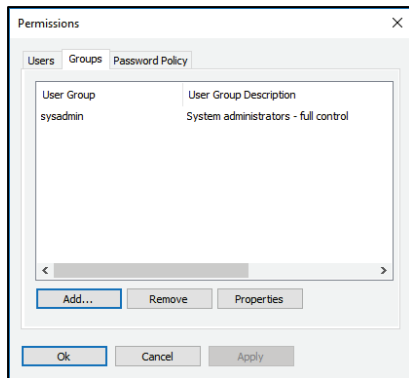 Permissions
Users Groups Password Policy
User Group User Group Description
sysadmin System administrators - full control
Add... Remove Properties
Ok Cancel Apply